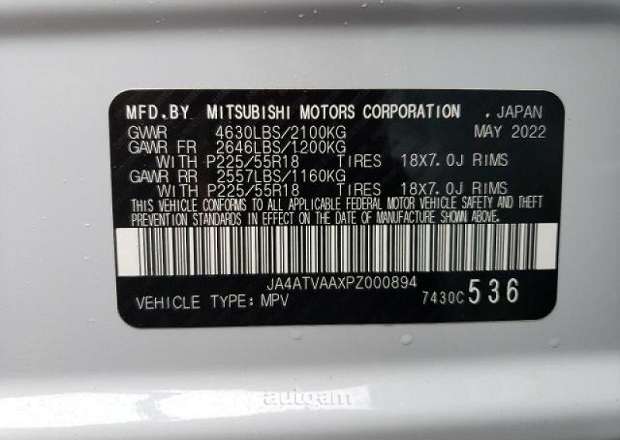 MFD.BY MITSUBISHI MOTORS CORPORATION .JAPAN
GVWR 4630LBS/2100KG MAY 2022
GAWR FR 2646LBS/1200KG
WITH P225/55R18 TIRES 18X7.0J RIMS
GAWR RR 2557LBS/1160KG
WITH P225/55R18 TIRES 18X7.0J RIMS
THIS VEHICLE CONFORMS TO ALL APPLICABLE FEDERAL MOTOR VEHICLE SAFETY AND THEFT
PREVENTION STANDARDS IN EFFECT ON THE DATE OF MANUFACTURE SHOWN ABOVE.
JA4ATVAAXPZ000894
VEHICLE TYPE: MPV 7430C 536
autogam